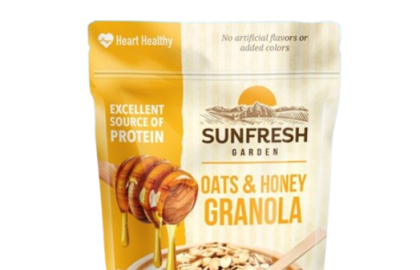 Heart Healthy
No artificial flavors or
added colors
EXCELLENT
SOURCE OF
PROTEIN
SUNFRESH
GARDEN
OATS & HONEY
GRANOLA